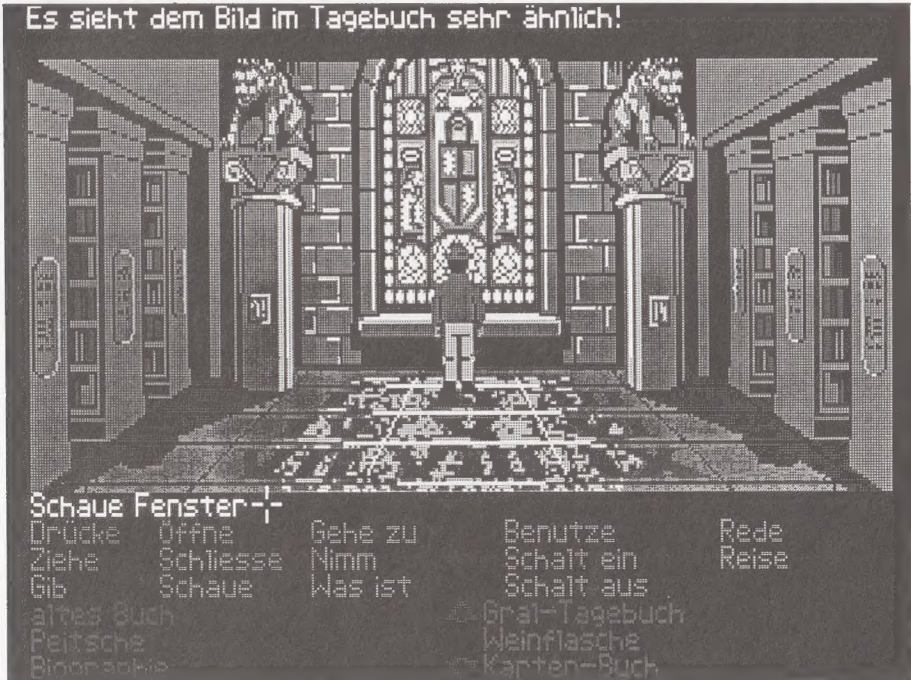 Es sieht dem Bild im Tagebuch sehr ähnlich!
Schaue Fenster
Drücke Öffne Gehe zu Benutze Rede
Ziehe Schliesse Nimm Schalt ein Reise
Gib Schaue Was ist Schalt aus
altes Buch Gral-Tagebuch
Peitsche Weinflasche
Biographie Karten-Buch